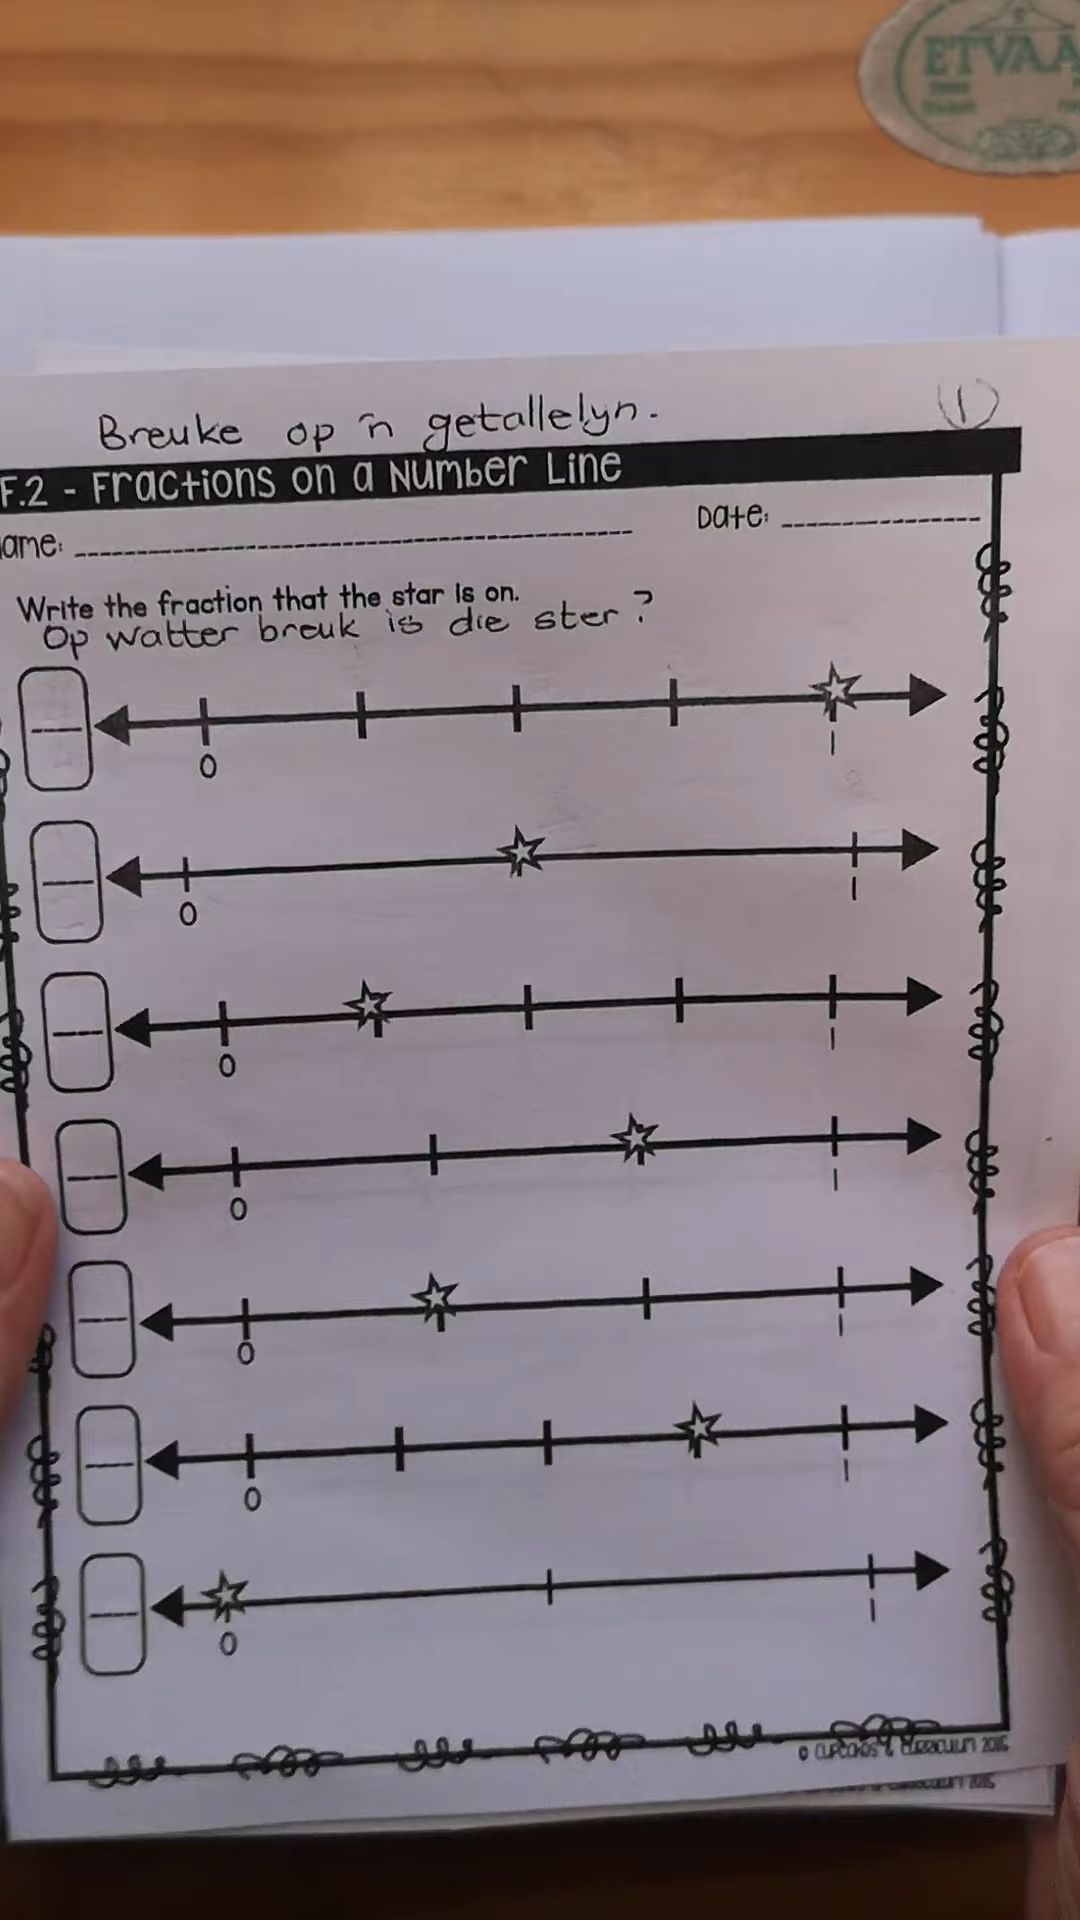 ETVAA
Breuke op 'n getallelyn.
1
F.2 - Fractions on a Number Line
ame:
Date:
Write the fraction that the star is on.
Op watter breuk is die ster?
0 1
0 1
0 1
0 1
0 1
0 1
0 1
© Cupcakes & Curriculum 2016